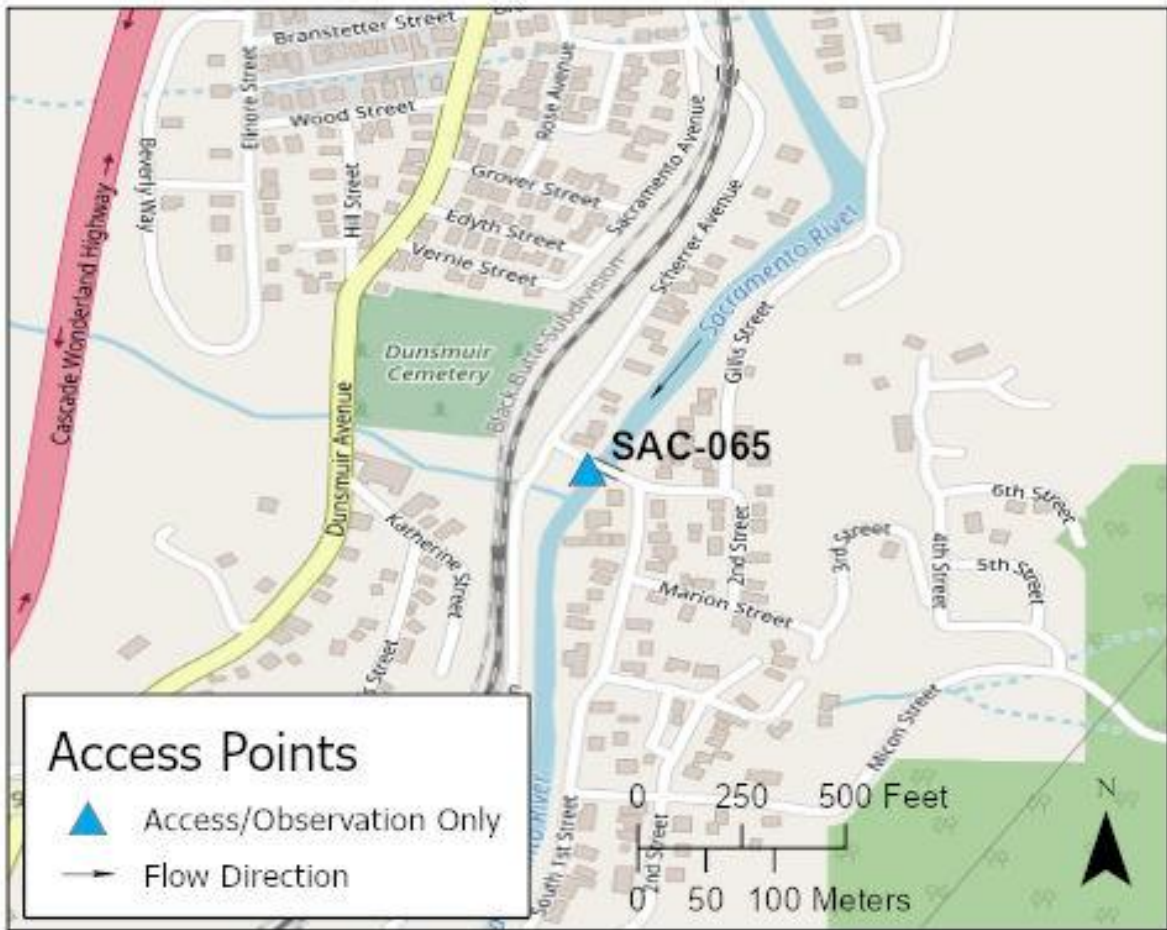 Branstetter Street
Wood Street
Elinore Street
Beverly Way
Hill Street
Rose Avenue
Grover Street
Edyth Street
Vernie Street
Sacramento Avenue
Scherrer Avenue
Sacramento River
Black Butte Subdivision
Cascade Wonderland Highway
Dunsmuir
Cemetery
Dunsmuir Avenue
Gillis Street
SAC-065
Katherine Street
2nd Street
Marion Street
3rd Street
4th Street
5th Street
6th Street
Micon Street
Street
River
South 1st Street
2nd Street
Access Points
Access/Observation Only
Flow Direction
0 250 500 Feet
0 50 100 Meters
N